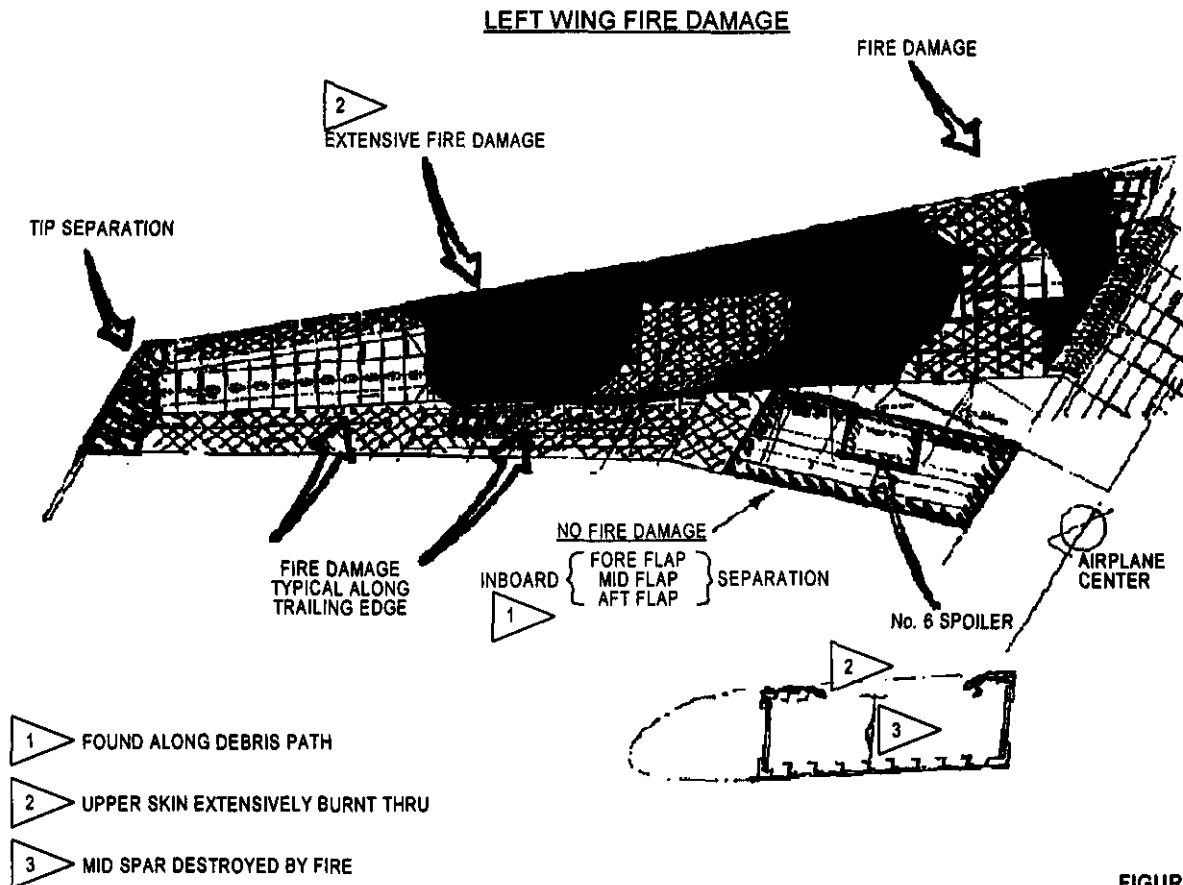 LEFT WING FIRE DAMAGE
FIRE DAMAGE
2
EXTENSIVE FIRE DAMAGE
TIP SEPARATION
FIRE DAMAGE
TYPICAL ALONG
TRAILING EDGE
NO FIRE DAMAGE
INBOARD { FORE FLAP
MID FLAP
AFT FLAP } SEPARATION
1
No. 6 SPOILER
AIRPLANE
CENTER
2
3
1 FOUND ALONG DEBRIS PATH
2 UPPER SKIN EXTENSIVELY BURNT THRU
3 MID SPAR DESTROYED BY FIRE
FIGUR